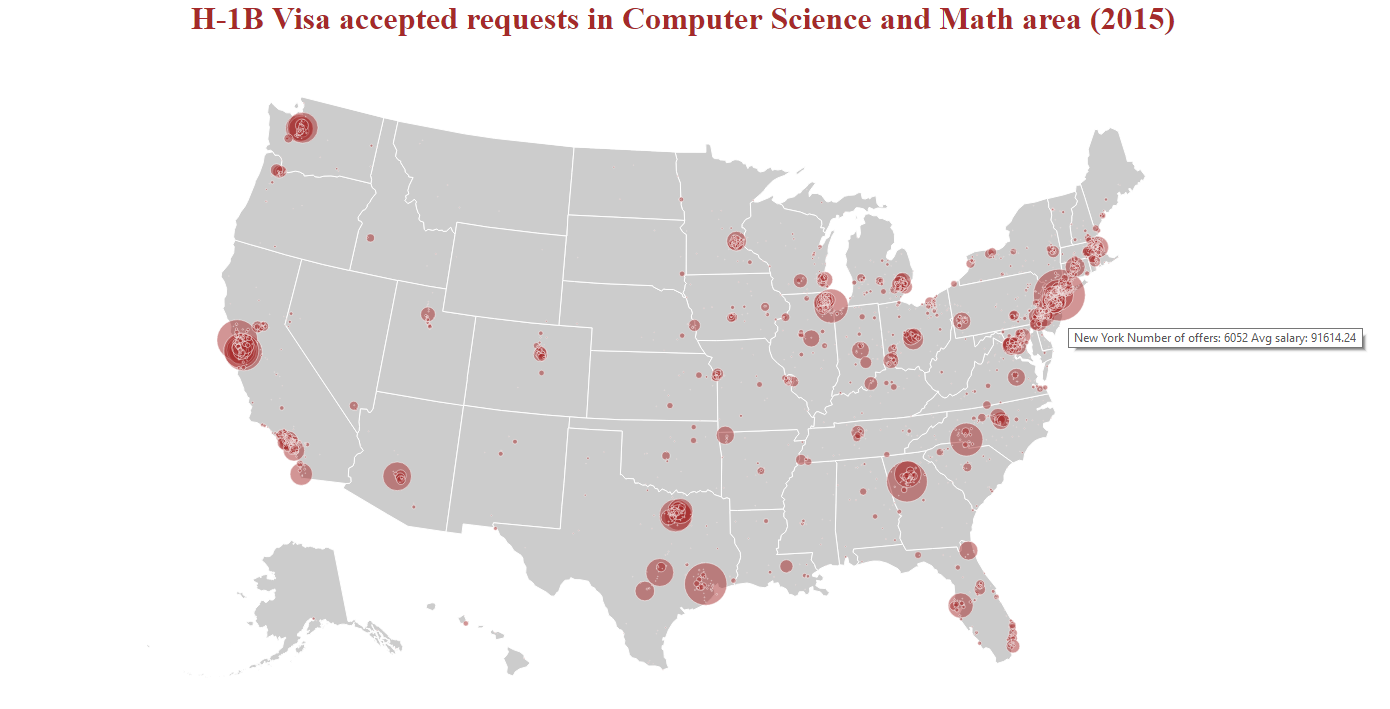 H-1B Visa accepted requests in Computer Science and Math area (2015)
New York Number of offers: 6052 Avg salary: 91614.24